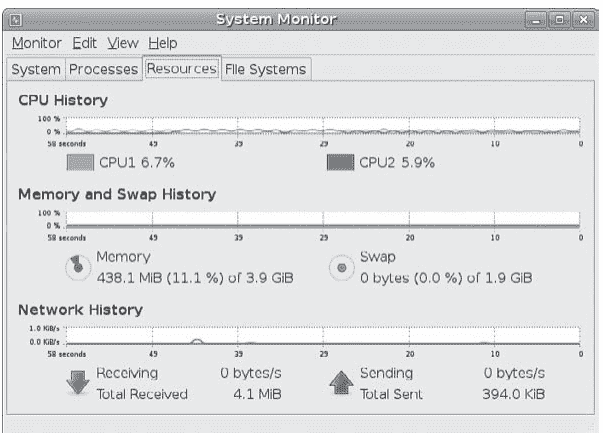 System Monitor
Monitor Edit View Help
System Processes Resources File Systems
CPU History
100 %
0 %
58 seconds 49 39 29 20 10 0
CPU1 6.7% CPU2 5.9%
Memory and Swap History
100 %
0 %
58 seconds 49 39 29 20 10 0
Memory Swap
438.1 MiB (11.1 %) of 3.9 GiB 0 bytes (0.0 %) of 1.9 GiB
Network History
1.0 KiB/s
0.0 KiB/s
58 seconds 49 39 29 20 10 0
Receiving 0 bytes/s Sending 0 bytes/s
Total Received 4.1 MiB Total Sent 394.0 KiB